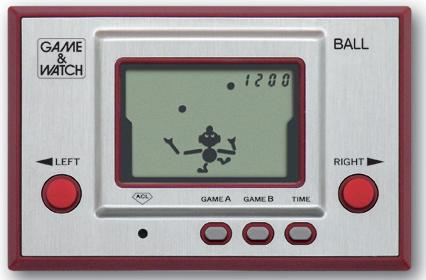 GAME
&
WATCH
BALL
1200
◄LEFT
RIGHT►
ACL
GAME A
GAME B
TIME